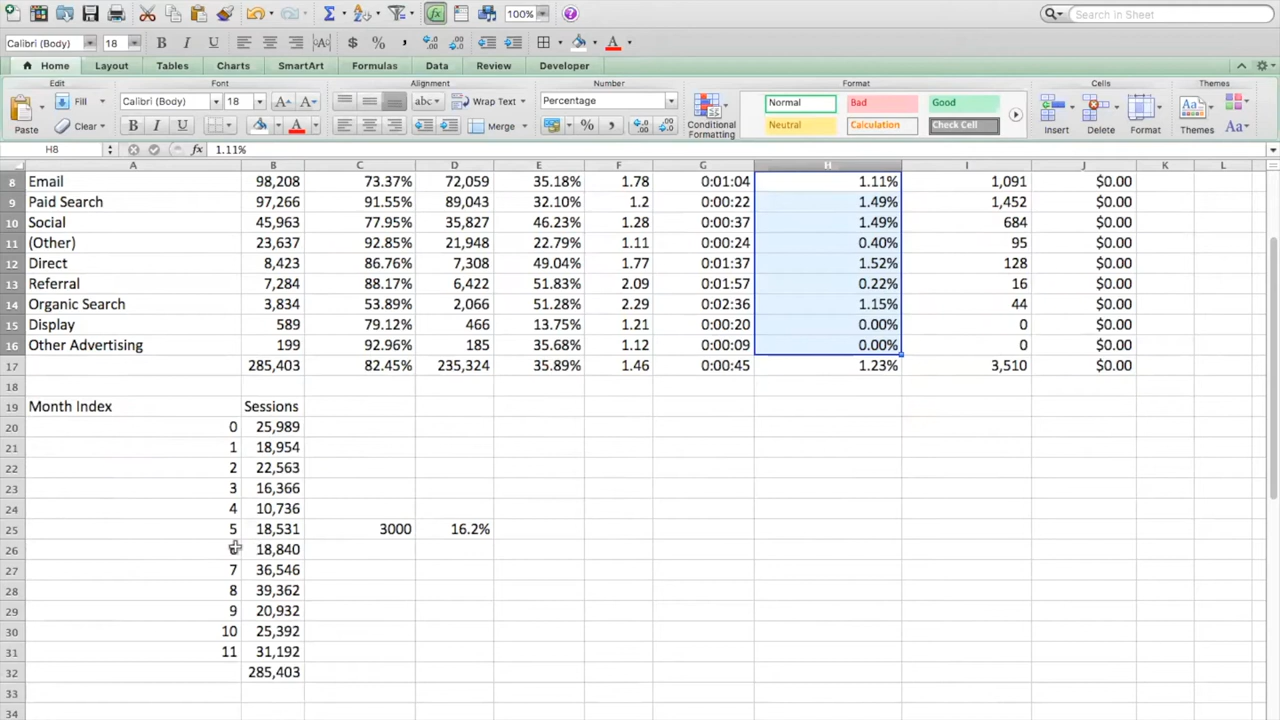 100%
Search in Sheet
Calibri (Body) 18 B I U $ % ,
Home Layout Tables Charts SmartArt Formulas Data Review Developer
Edit Font Alignment Number Format Cells Themes
Paste Fill Clear Calibri (Body) 18 A A abc Wrap Text Percentage Conditional Formatting Normal Bad Good Insert Delete Format Themes Aa
B I U A Merge % Neutral Calculation Check Cell
H8 fx 1.11%
A B C D E F G H I J K L
8 Email 98,208 73.37% 72,059 35.18% 1.78 0:01:04 1.11% 1,091 $0.00
9 Paid Search 97,266 91.55% 89,043 32.10% 1.2 0:00:22 1.49% 1,452 $0.00
10 Social 45,963 77.95% 35,827 46.23% 1.28 0:00:37 1.49% 684 $0.00
11 (Other) 23,637 92.85% 21,948 22.79% 1.11 0:00:24 0.40% 95 $0.00
12 Direct 8,423 86.76% 7,308 49.04% 1.77 0:01:37 1.52% 128 $0.00
13 Referral 7,284 88.17% 6,422 51.83% 2.09 0:01:57 0.22% 16 $0.00
14 Organic Search 3,834 53.89% 2,066 51.28% 2.29 0:02:36 1.15% 44 $0.00
15 Display 589 79.12% 466 13.75% 1.21 0:00:20 0.00% 0 $0.00
16 Other Advertising 199 92.96% 185 35.68% 1.12 0:00:09 0.00% 0 $0.00
17 285,403 82.45% 235,324 35.89% 1.46 0:00:45 1.23% 3,510 $0.00
18
19 Month Index Sessions
20 0 25,989
21 1 18,954
22 2 22,563
23 3 16,366
24 4 10,736
25 5 18,531 3000 16.2%
26 18,840
27 7 36,546
28 8 39,362
29 9 20,932
30 10 25,392
31 11 31,192
32 285,403
33
34